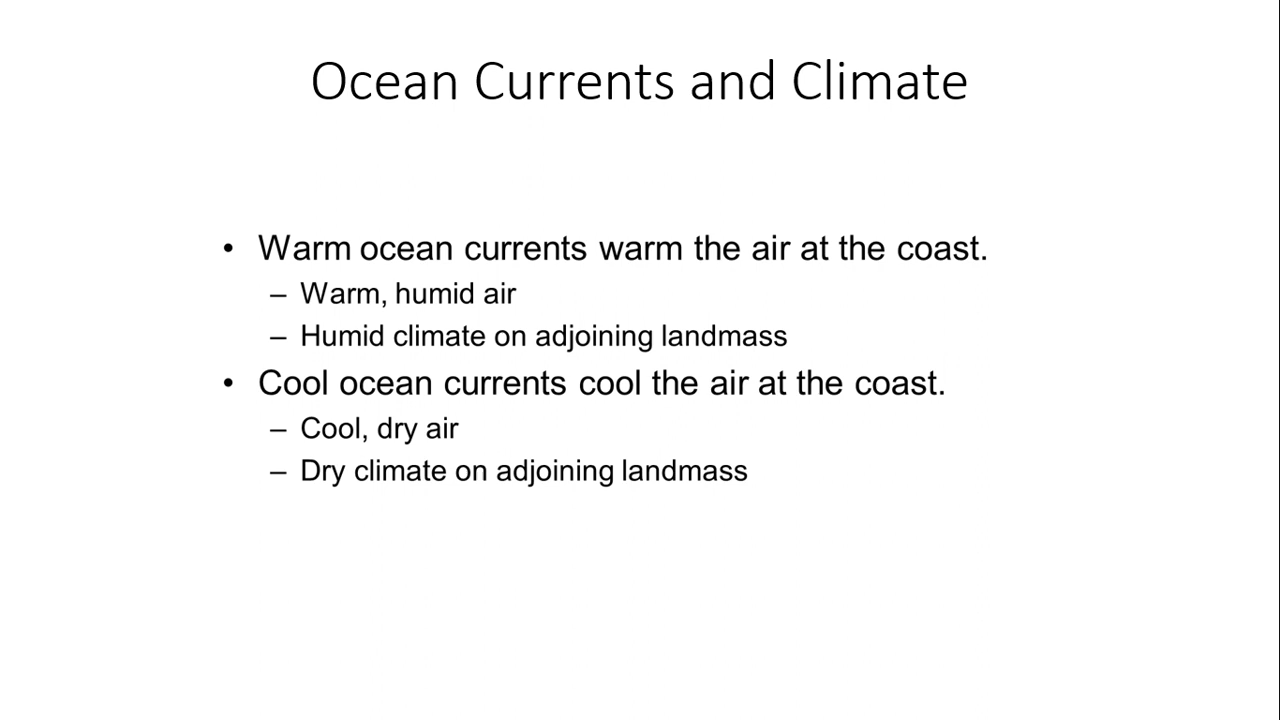 Ocean Currents and Climate
• Warm ocean currents warm the air at the coast.
– Warm, humid air
– Humid climate on adjoining landmass
• Cool ocean currents cool the air at the coast.
– Cool, dry air
– Dry climate on adjoining landmass